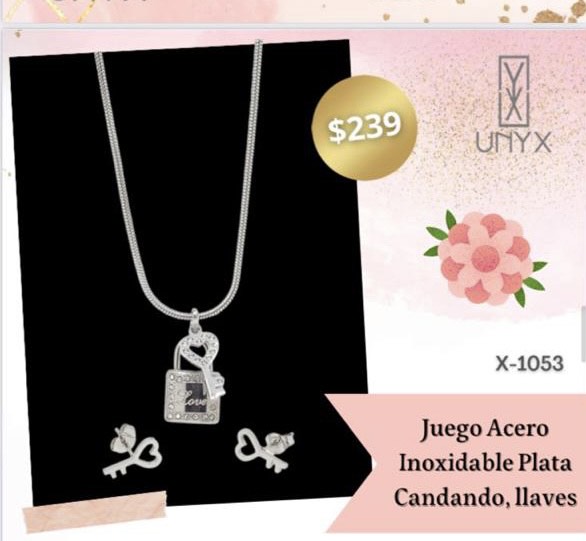 $239
UNYX
Love
X-1053
Juego Acero
Inoxidable Plata
Candando, llaves